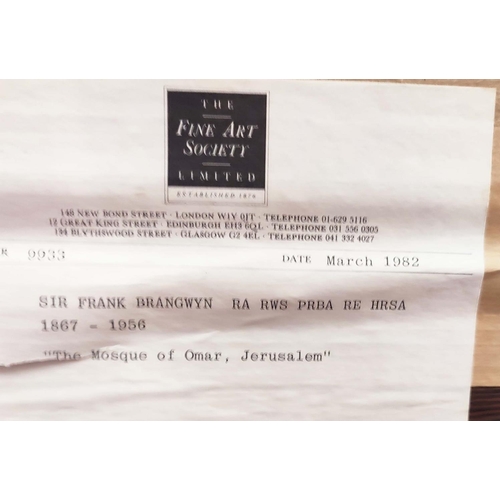 THE
FINE ART
SOCIETY
LIMITED
ESTABLISHED 1876
148 NEW BOND STREET · LONDON W1Y 0JT · TELEPHONE 01-629 5116
12 GREAT KING STREET · EDINBURGH EH3 6QL · TELEPHONE 031 556 0305
134 BLYTHSWOOD STREET · GLASGOW G2 4EL · TELEPHONE 041 332 4027
R 9933 DATE March 1982
SIR FRANK BRANGWYN RA RWS PRBA RE HRSA
1867 - 1956
"The Mosque of Omar, Jerusalem"